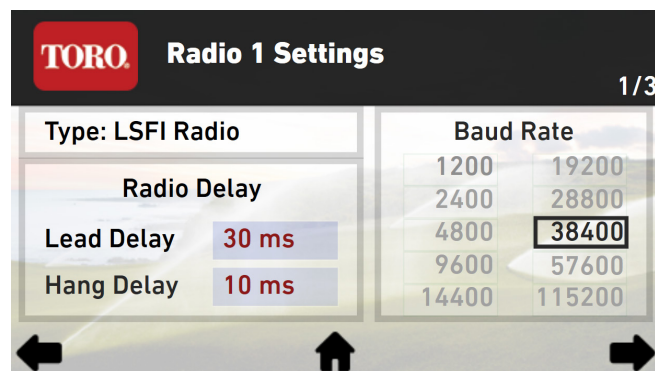 TORO.
Radio 1 Settings
1/3
Type: LSFI Radio
Radio Delay
Lead Delay 30 ms
Hang Delay 10 ms
Baud Rate
1200 19200
2400 28800
4800 38400
9600 57600
14400 115200